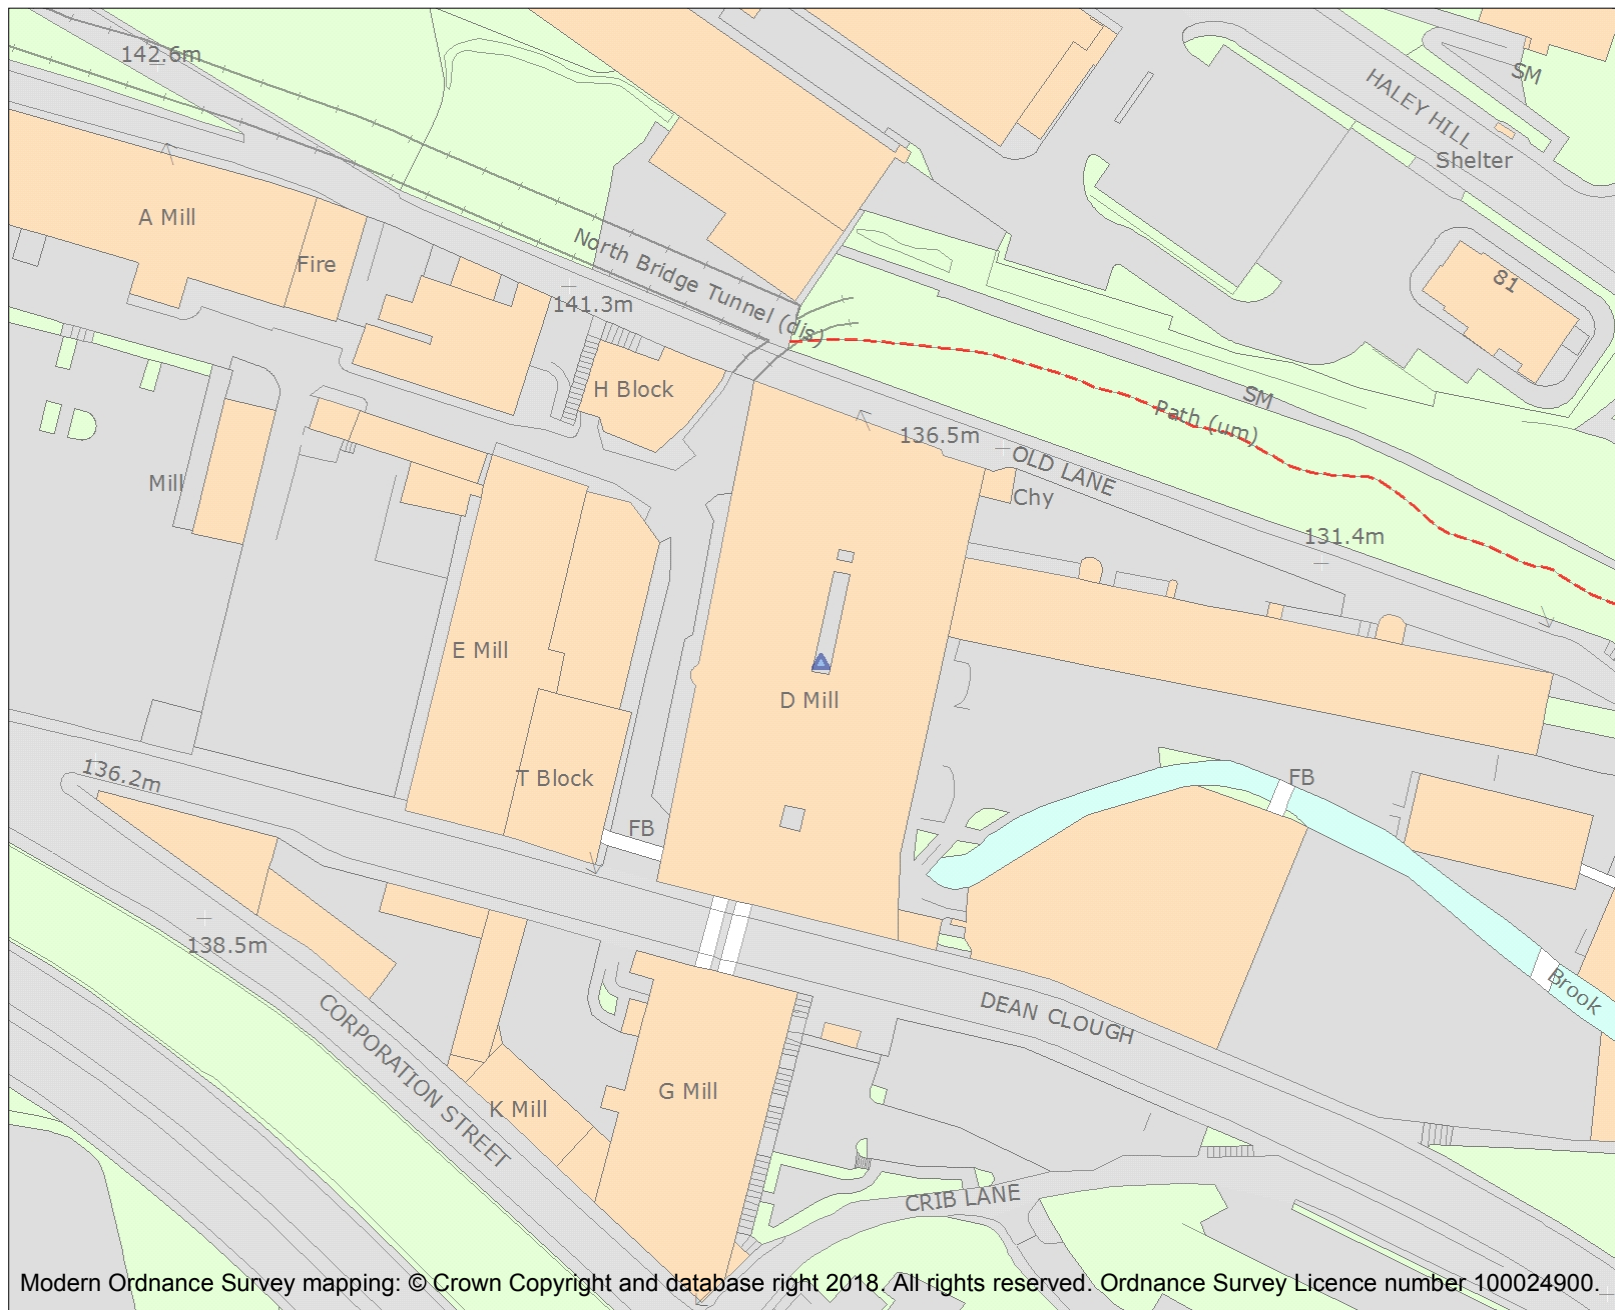 142.6m
SM
HALEY HILL
Shelter
A Mill
Fire
North Bridge Tunnel (dis)
81
141.3m
H Block
SM
Path (um)
136.5m
OLD LANE
Chy
Mill
131.4m
E Mill
D Mill
136.2m
T Block
FB
FB
138.5m
Brook
CORPORATION STREET
DEAN CLOUGH
G Mill
K Mill
CRIB LANE
Modern Ordnance Survey mapping: © Crown Copyright and database right 2018. All rights reserved. Ordnance Survey Licence number 100024900.